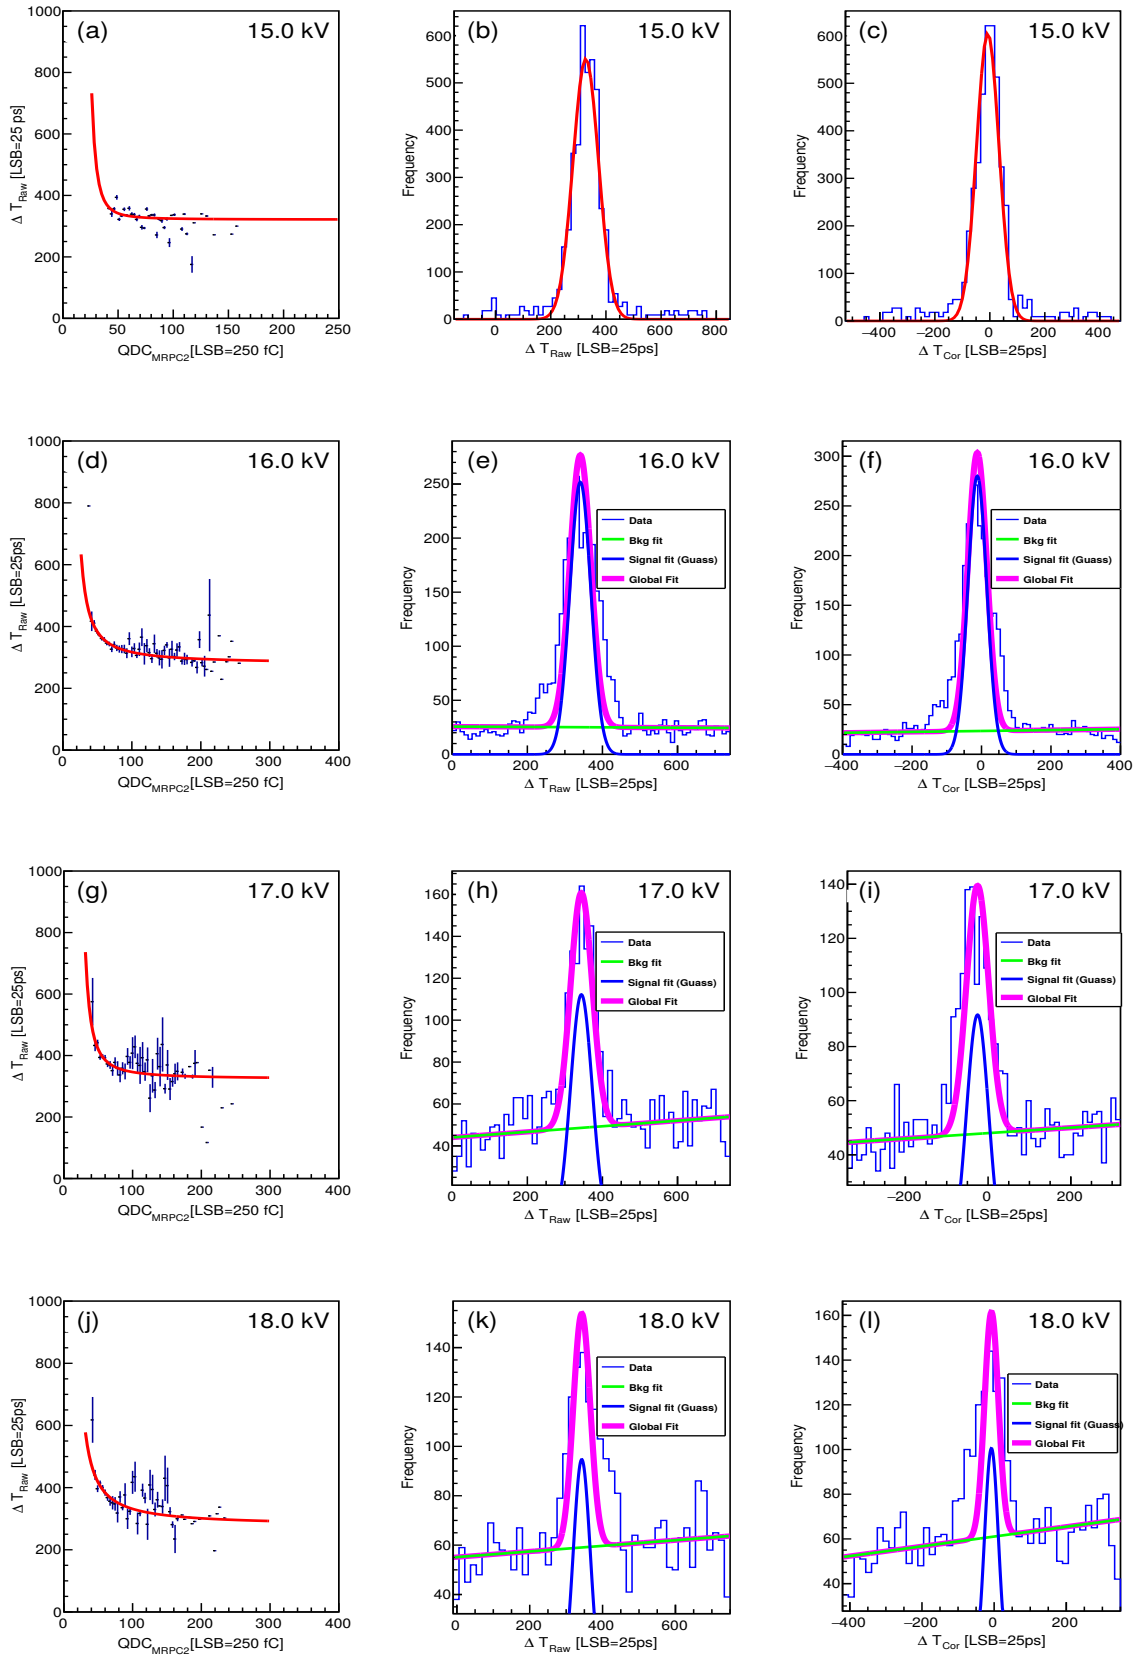 (a) 15.0 kV
1000
800
600
400
200
0
0 50 100 150 200 250
Δ T_Raw [LSB=25 ps]
QDC_MRPC2[LSB=250 fC]
(b) 15.0 kV
600
500
400
300
200
100
0
0 200 400 600 800
Frequency
Δ T_Raw [LSB=25ps]
(c) 15.0 kV
600
500
400
300
200
100
0
−400 −200 0 200 400
Frequency
Δ T_Cor [LSB=25ps]
(d) 16.0 kV
1000
800
600
400
200
0
0 100 200 300 400
Δ T_Raw [LSB=25ps]
QDC_MRPC2[LSB=250 fC]
(e) 16.0 kV
250
200
150
100
50
0
0 200 400 600
Frequency
Δ T_Raw [LSB=25ps]
Data
Bkg fit
Signal fit (Guass)
Global Fit
(f) 16.0 kV
300
250
200
150
100
50
0
−400 −200 0 200 400
Frequency
Δ T_Cor [LSB=25ps]
Data
Bkg fit
Signal fit (Guass)
Global Fit
(g) 17.0 kV
1000
800
600
400
200
0
0 100 200 300 400
Δ T_Raw [LSB=25ps]
QDC_MRPC2[LSB=250 fC]
(h) 17.0 kV
160
140
120
100
80
60
40
0 200 400 600
Frequency
Δ T_Raw [LSB=25ps]
Data
Bkg fit
Signal fit (Guass)
Global Fit
(i) 17.0 kV
140
120
100
80
60
40
−200 0 200
Frequency
Δ T_Cor [LSB=25ps]
Data
Bkg fit
Signal fit (Guass)
Global Fit
(j) 18.0 kV
1000
800
600
400
200
0
0 100 200 300 400
Δ T_Raw [LSB=25ps]
QDC_MRPC2[LSB=250 fC]
(k) 18.0 kV
140
120
100
80
60
40
0 200 400 600
Frequency
Δ T_Raw [LSB=25ps]
Data
Bkg fit
Signal fit (Guass)
Global Fit
(l) 18.0 kV
160
140
120
100
80
60
40
−400 −200 0 200
Frequency
Δ T_Cor [LSB=25ps]
Data
Bkg fit
Signal fit (Guass)
Global Fit